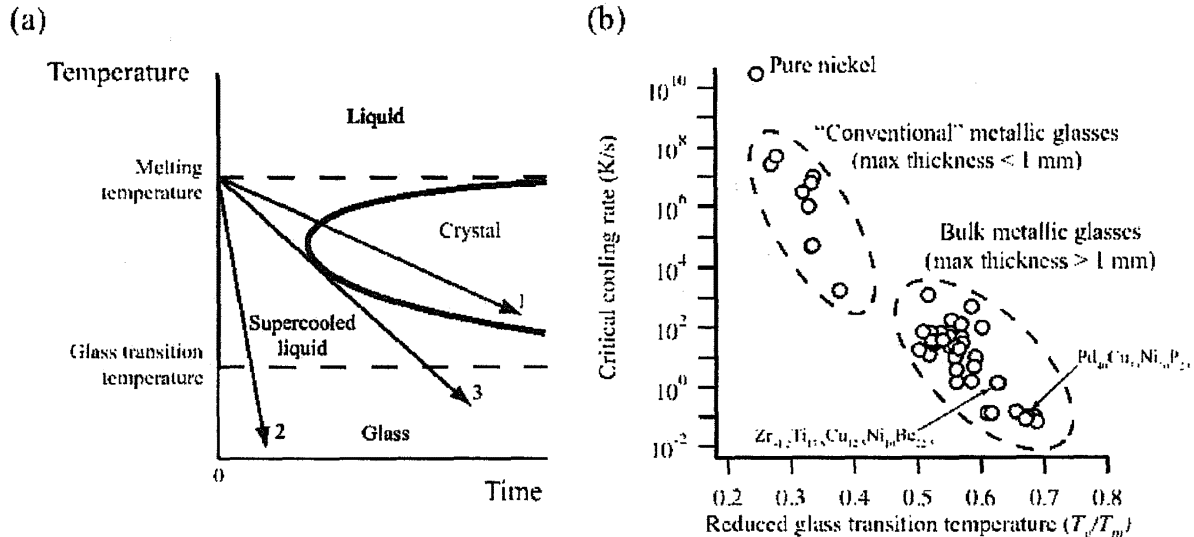 (a)
Temperature
Liquid
Melting
temperature
Crystal
1
Supercooled
liquid
Glass transition
temperature
3
2
Glass
0
Time
(b)
Critical cooling rate (K/s)
10^10
10^8
10^6
10^4
10^2
10^0
10^-2
Pure nickel
“Conventional” metallic glasses
(max thickness < 1 mm)
Bulk metallic glasses
(max thickness > 1 mm)
0.2 0.3 0.4 0.5 0.6 0.7 0.8
Reduced glass transition temperature